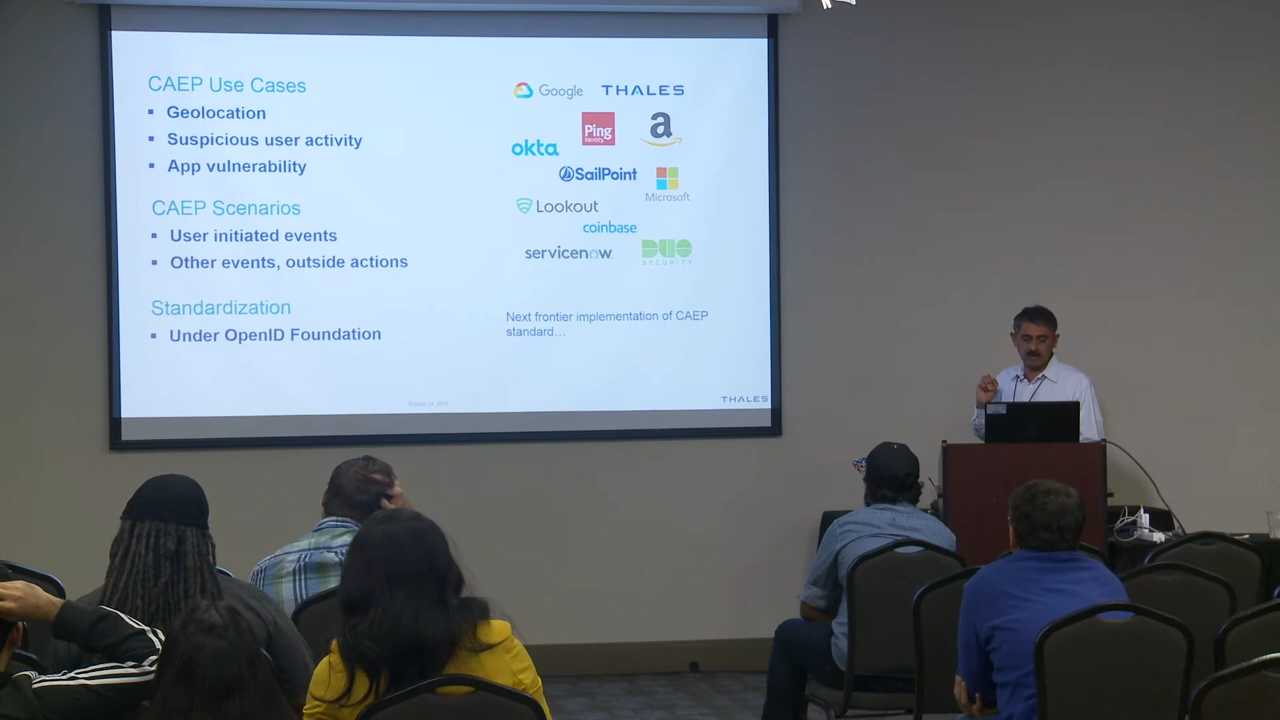 CAEP Use Cases
Geolocation
Suspicious user activity
App vulnerability
CAEP Scenarios
User initiated events
Other events, outside actions
Standardization
Under OpenID Foundation
Google THALES
Ping
Identity
a
okta
SailPoint
Microsoft
Lookout
coinbase
servicenow
DUO
SECURITY
Next frontier implementation of CAEP
standard...
THALES